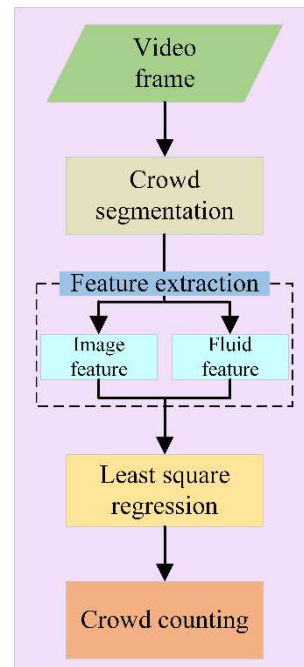 Video
frame
Crowd
segmentation
Feature extraction
Image
feature
Fluid
feature
Least square
regression
Crowd counting